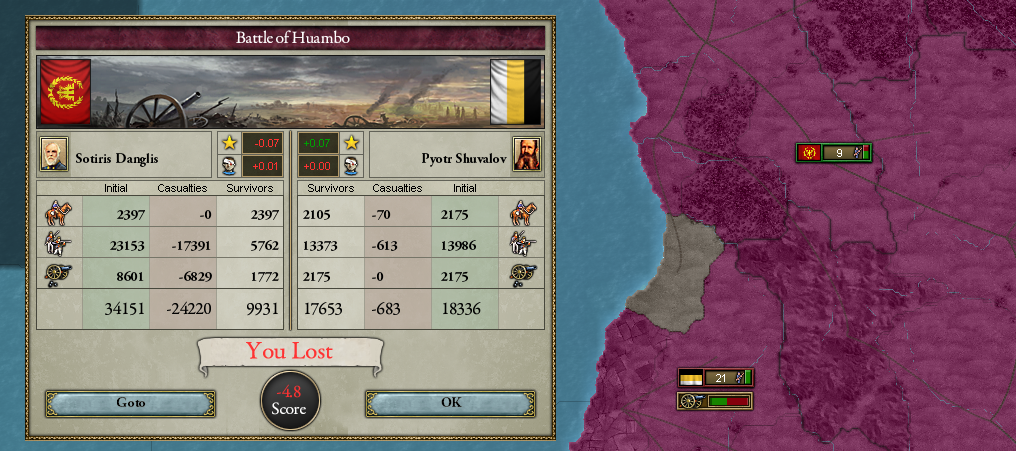 Battle of Huambo
-0.07 +0.07
Sotiris Danglis Pyotr Shuvalov
+0.01 +0.00
Initial Casualties Survivors Survivors Casualties Initial
2397 -0 2397 2105 -70 2175
23153 -17391 5762 13373 -613 13986
8601 -6829 1772 2175 -0 2175
34151 -24220 9931 17653 -683 18336
You Lost
-4.8
Score
Goto OK
9
21